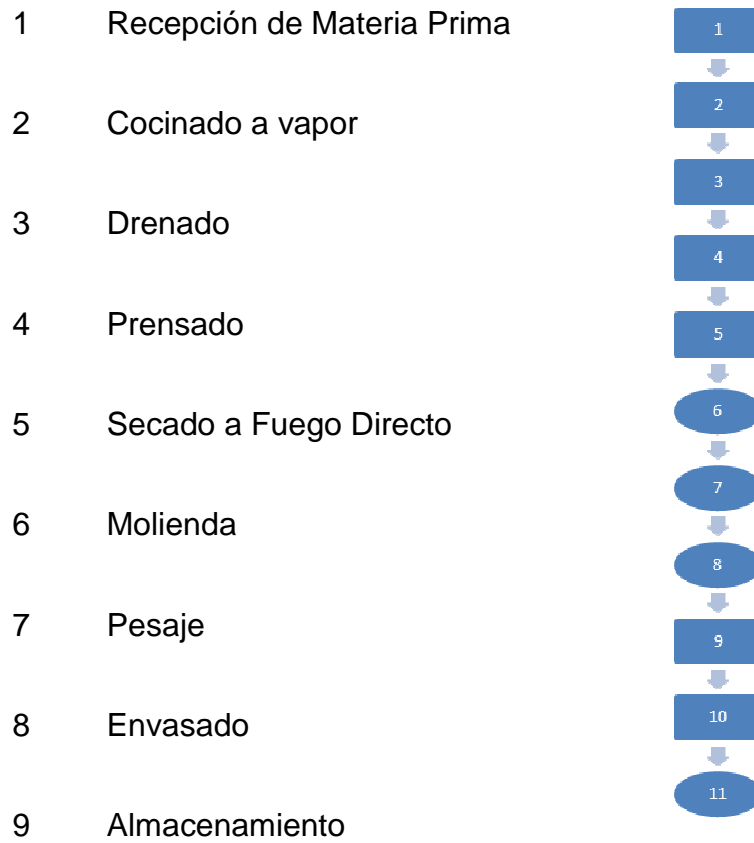 1 Recepción de Materia Prima
2 Cocinado a vapor
3 Drenado
4 Prensado
5 Secado a Fuego Directo
6 Molienda
7 Pesaje
8 Envasado
9 Almacenamiento
1
2
3
4
5
6
7
8
9
10
11